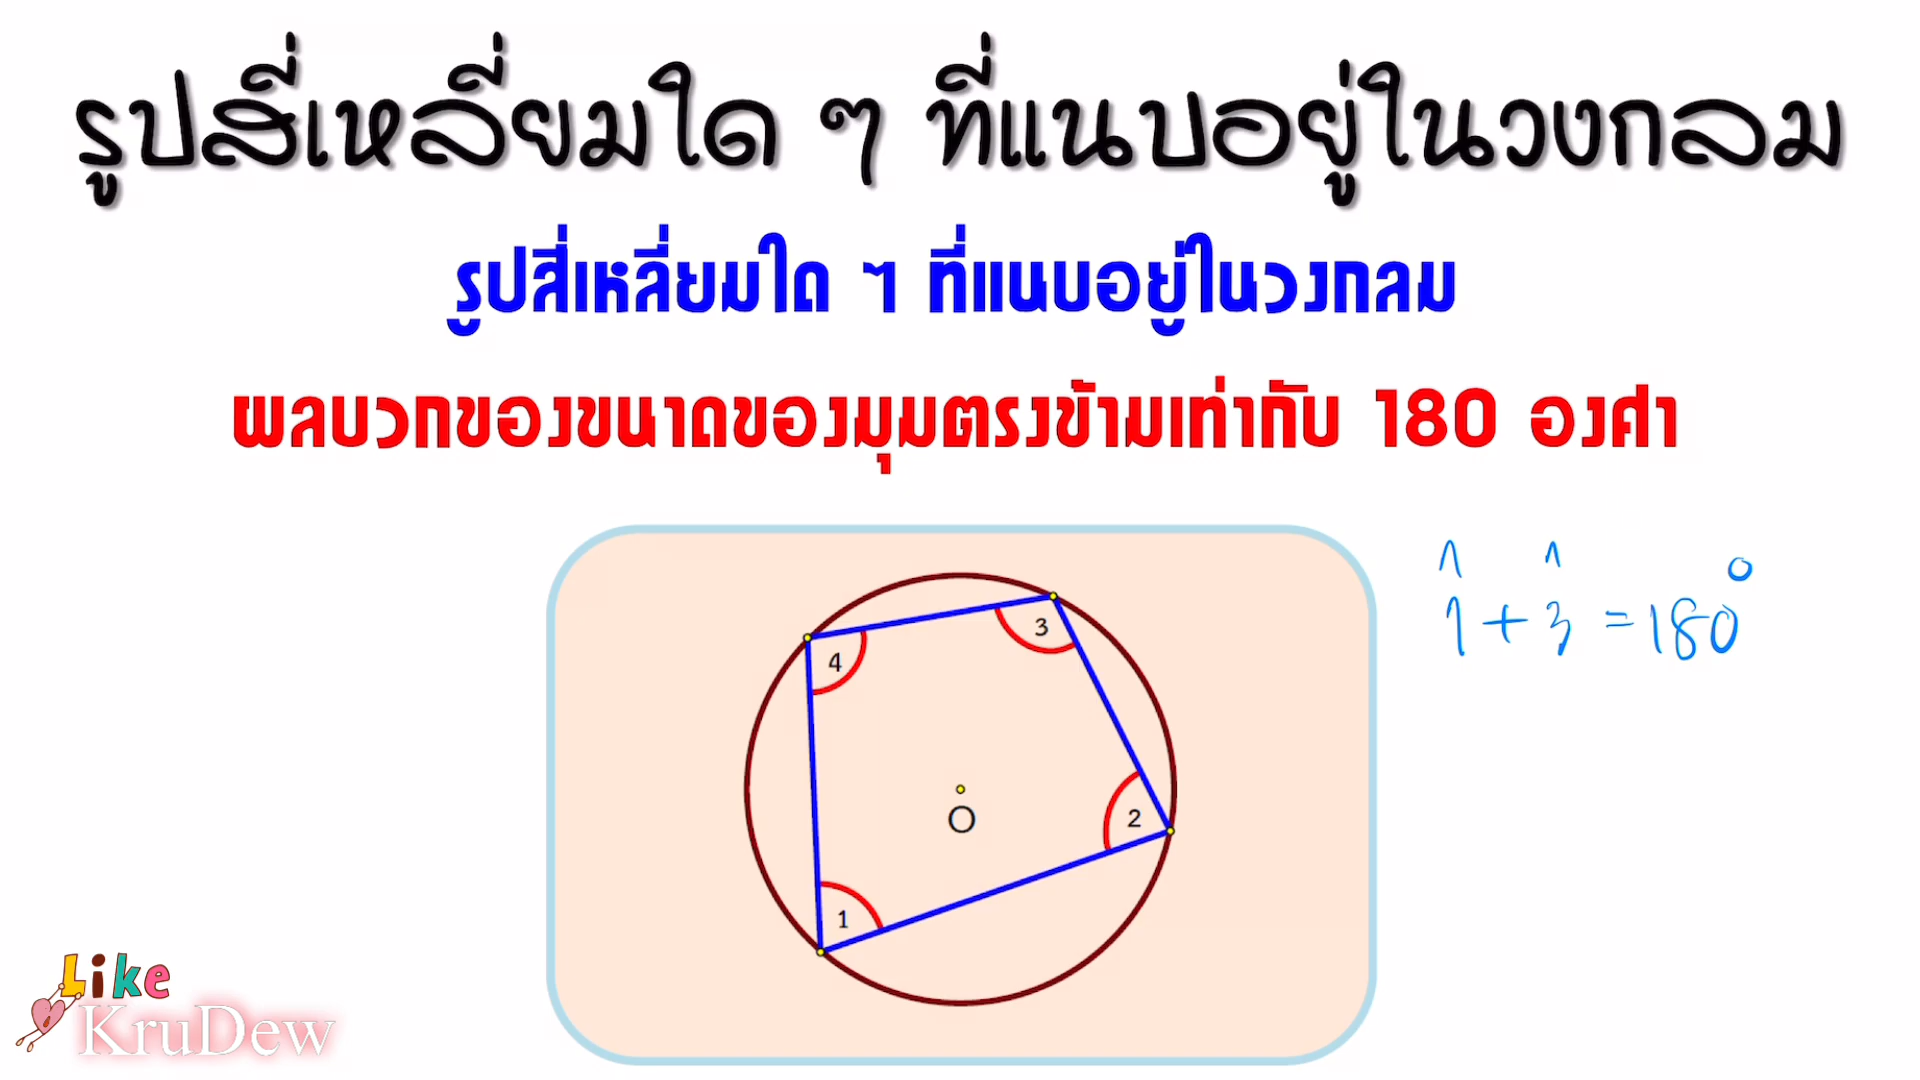 รูปสี่เหลี่ยมใด ๆ ที่แนบอยู่ในวงกลม
รูปสี่เหลี่ยมใด ๆ ที่แนบอยู่ในวงกลม
ผลบวกของขนาดของมุมตรงข้ามเท่ากับ 180 องศา
1̂ + 3̂ = 180°
3
4
O
2
1
Like
KruDew